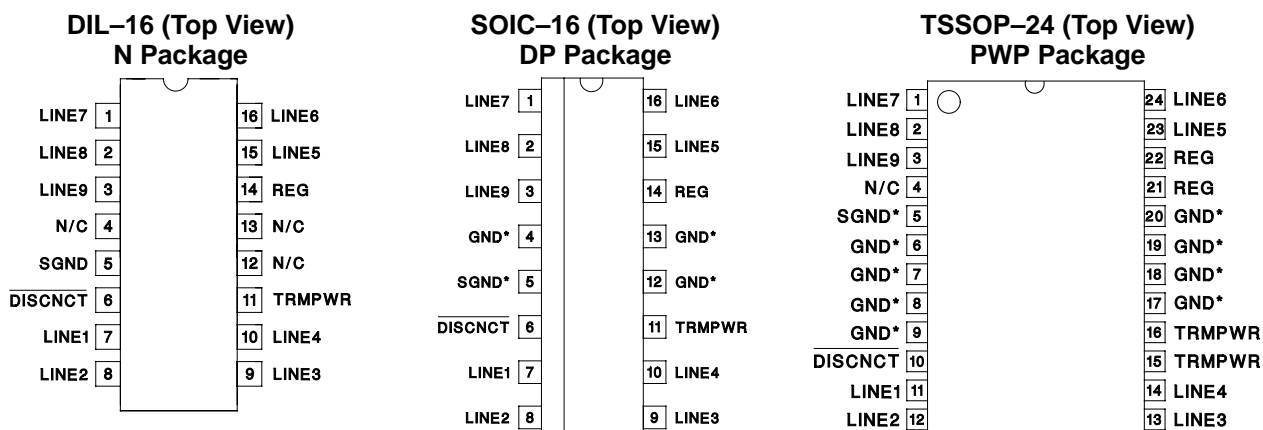 DIL–16 (Top View)
N Package
LINE7 1
LINE8 2
LINE9 3
N/C 4
SGND 5
DISCNCT 6
LINE1 7
LINE2 8
16 LINE6
15 LINE5
14 REG
13 N/C
12 N/C
11 TRMPWR
10 LINE4
9 LINE3
SOIC–16 (Top View)
DP Package
LINE7 1
LINE8 2
LINE9 3
GND* 4
SGND* 5
DISCNCT 6
LINE1 7
LINE2 8
16 LINE6
15 LINE5
14 REG
13 GND*
12 GND*
11 TRMPWR
10 LINE4
9 LINE3
TSSOP–24 (Top View)
PWP Package
LINE7 1
LINE8 2
LINE9 3
N/C 4
SGND* 5
GND* 6
GND* 7
GND* 8
GND* 9
DISCNCT 10
LINE1 11
LINE2 12
24 LINE6
23 LINE5
22 REG
21 REG
20 GND*
19 GND*
18 GND*
17 GND*
16 TRMPWR
15 TRMPWR
14 LINE4
13 LINE3